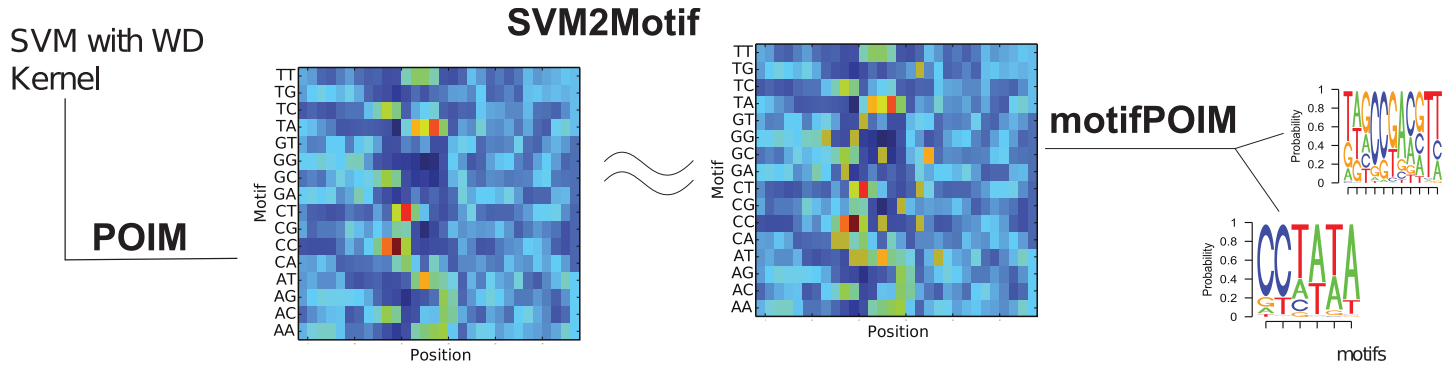 SVM2Motif
SVM with WD
Kernel
POIM
Motif
TT
TG
TC
TA
GT
GG
GC
GA
CT
CG
CC
CA
AT
AG
AC
AA
Position
Motif
TT
TG
TC
TA
GT
GG
GC
GA
CT
CG
CC
CA
AT
AG
AC
AA
Position
motifPOIM
Probability
1
0.8
0.6
0.4
0.2
0
TAGCCGACGTT
Probability
1
0.8
0.6
0.4
0.2
0
CCTATA
motifs